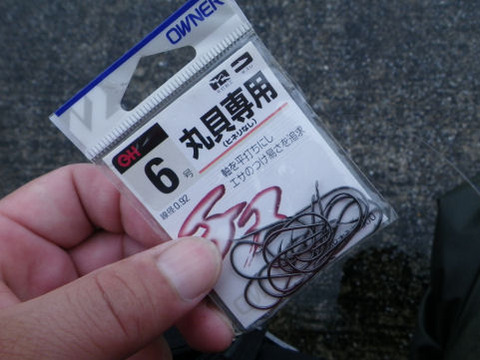 OWNER
丸貝専用
(ヒネリなし)
OH
6号
線径0.92
軸を平打ちにし
エサのつけ易さを追求